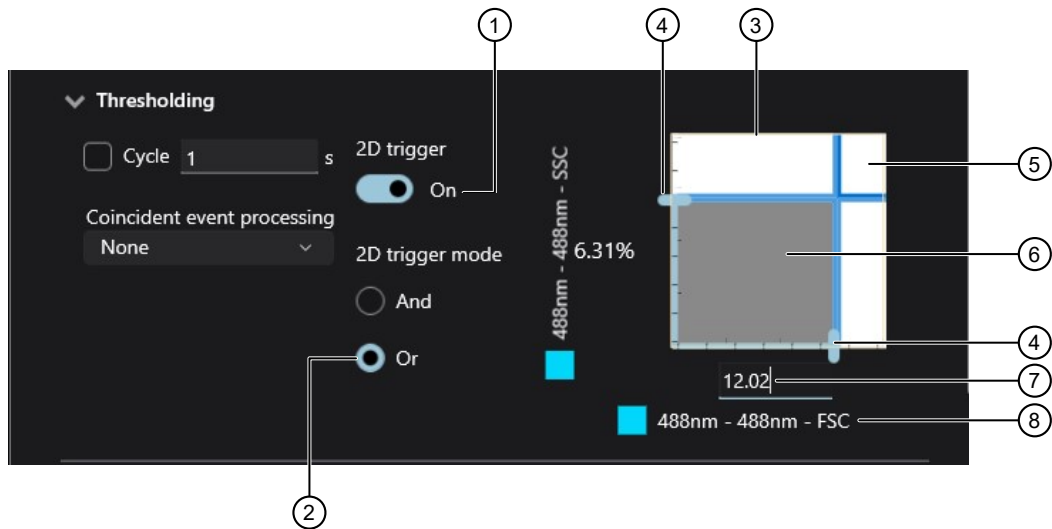 1
4
3
Thresholding
Cycle 1 s
2D trigger
On
Coincident event processing
None
2D trigger mode
And
Or
488nm - 488nm - SSC
6.31%
5
6
4
12.02
7
488nm - 488nm - FSC
8
2